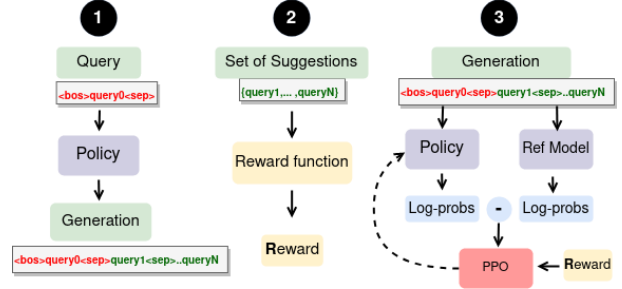 1
Query
<bos>query0<sep>
Policy
Generation
<bos>query0<sep>query1<sep>..queryN
2
Set of Suggestions
{query1,... ,queryN}
Reward function
Reward
3
Generation
<bos>query0<sep>query1<sep>..queryN
Policy
Ref Model
Log-probs
-
Log-probs
PPO
Reward